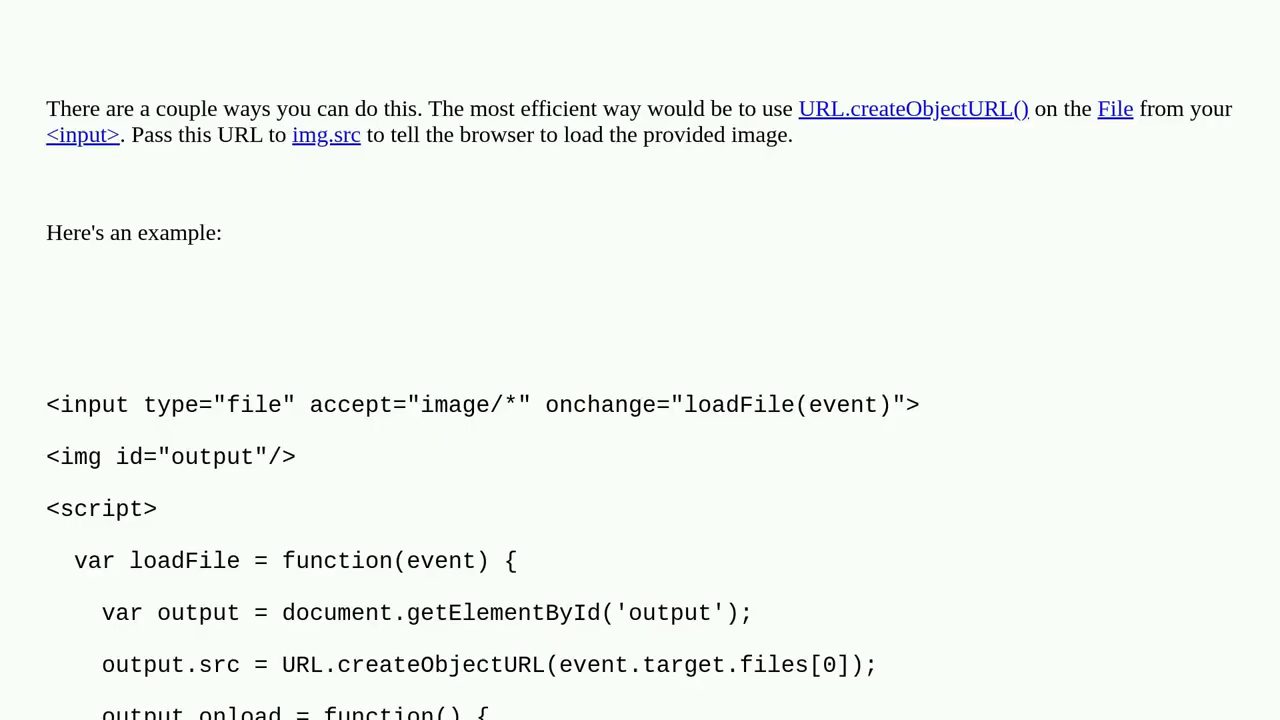 There are a couple ways you can do this. The most efficient way would be to use URL.createObjectURL() on the File from your
<input>. Pass this URL to img.src to tell the browser to load the provided image.
Here's an example:
<input type="file" accept="image/*" onchange="loadFile(event)">
<img id="output"/>
<script>
  var loadFile = function(event) {
    var output = document.getElementById('output');
    output.src = URL.createObjectURL(event.target.files[0]);
    output.onload = function() {